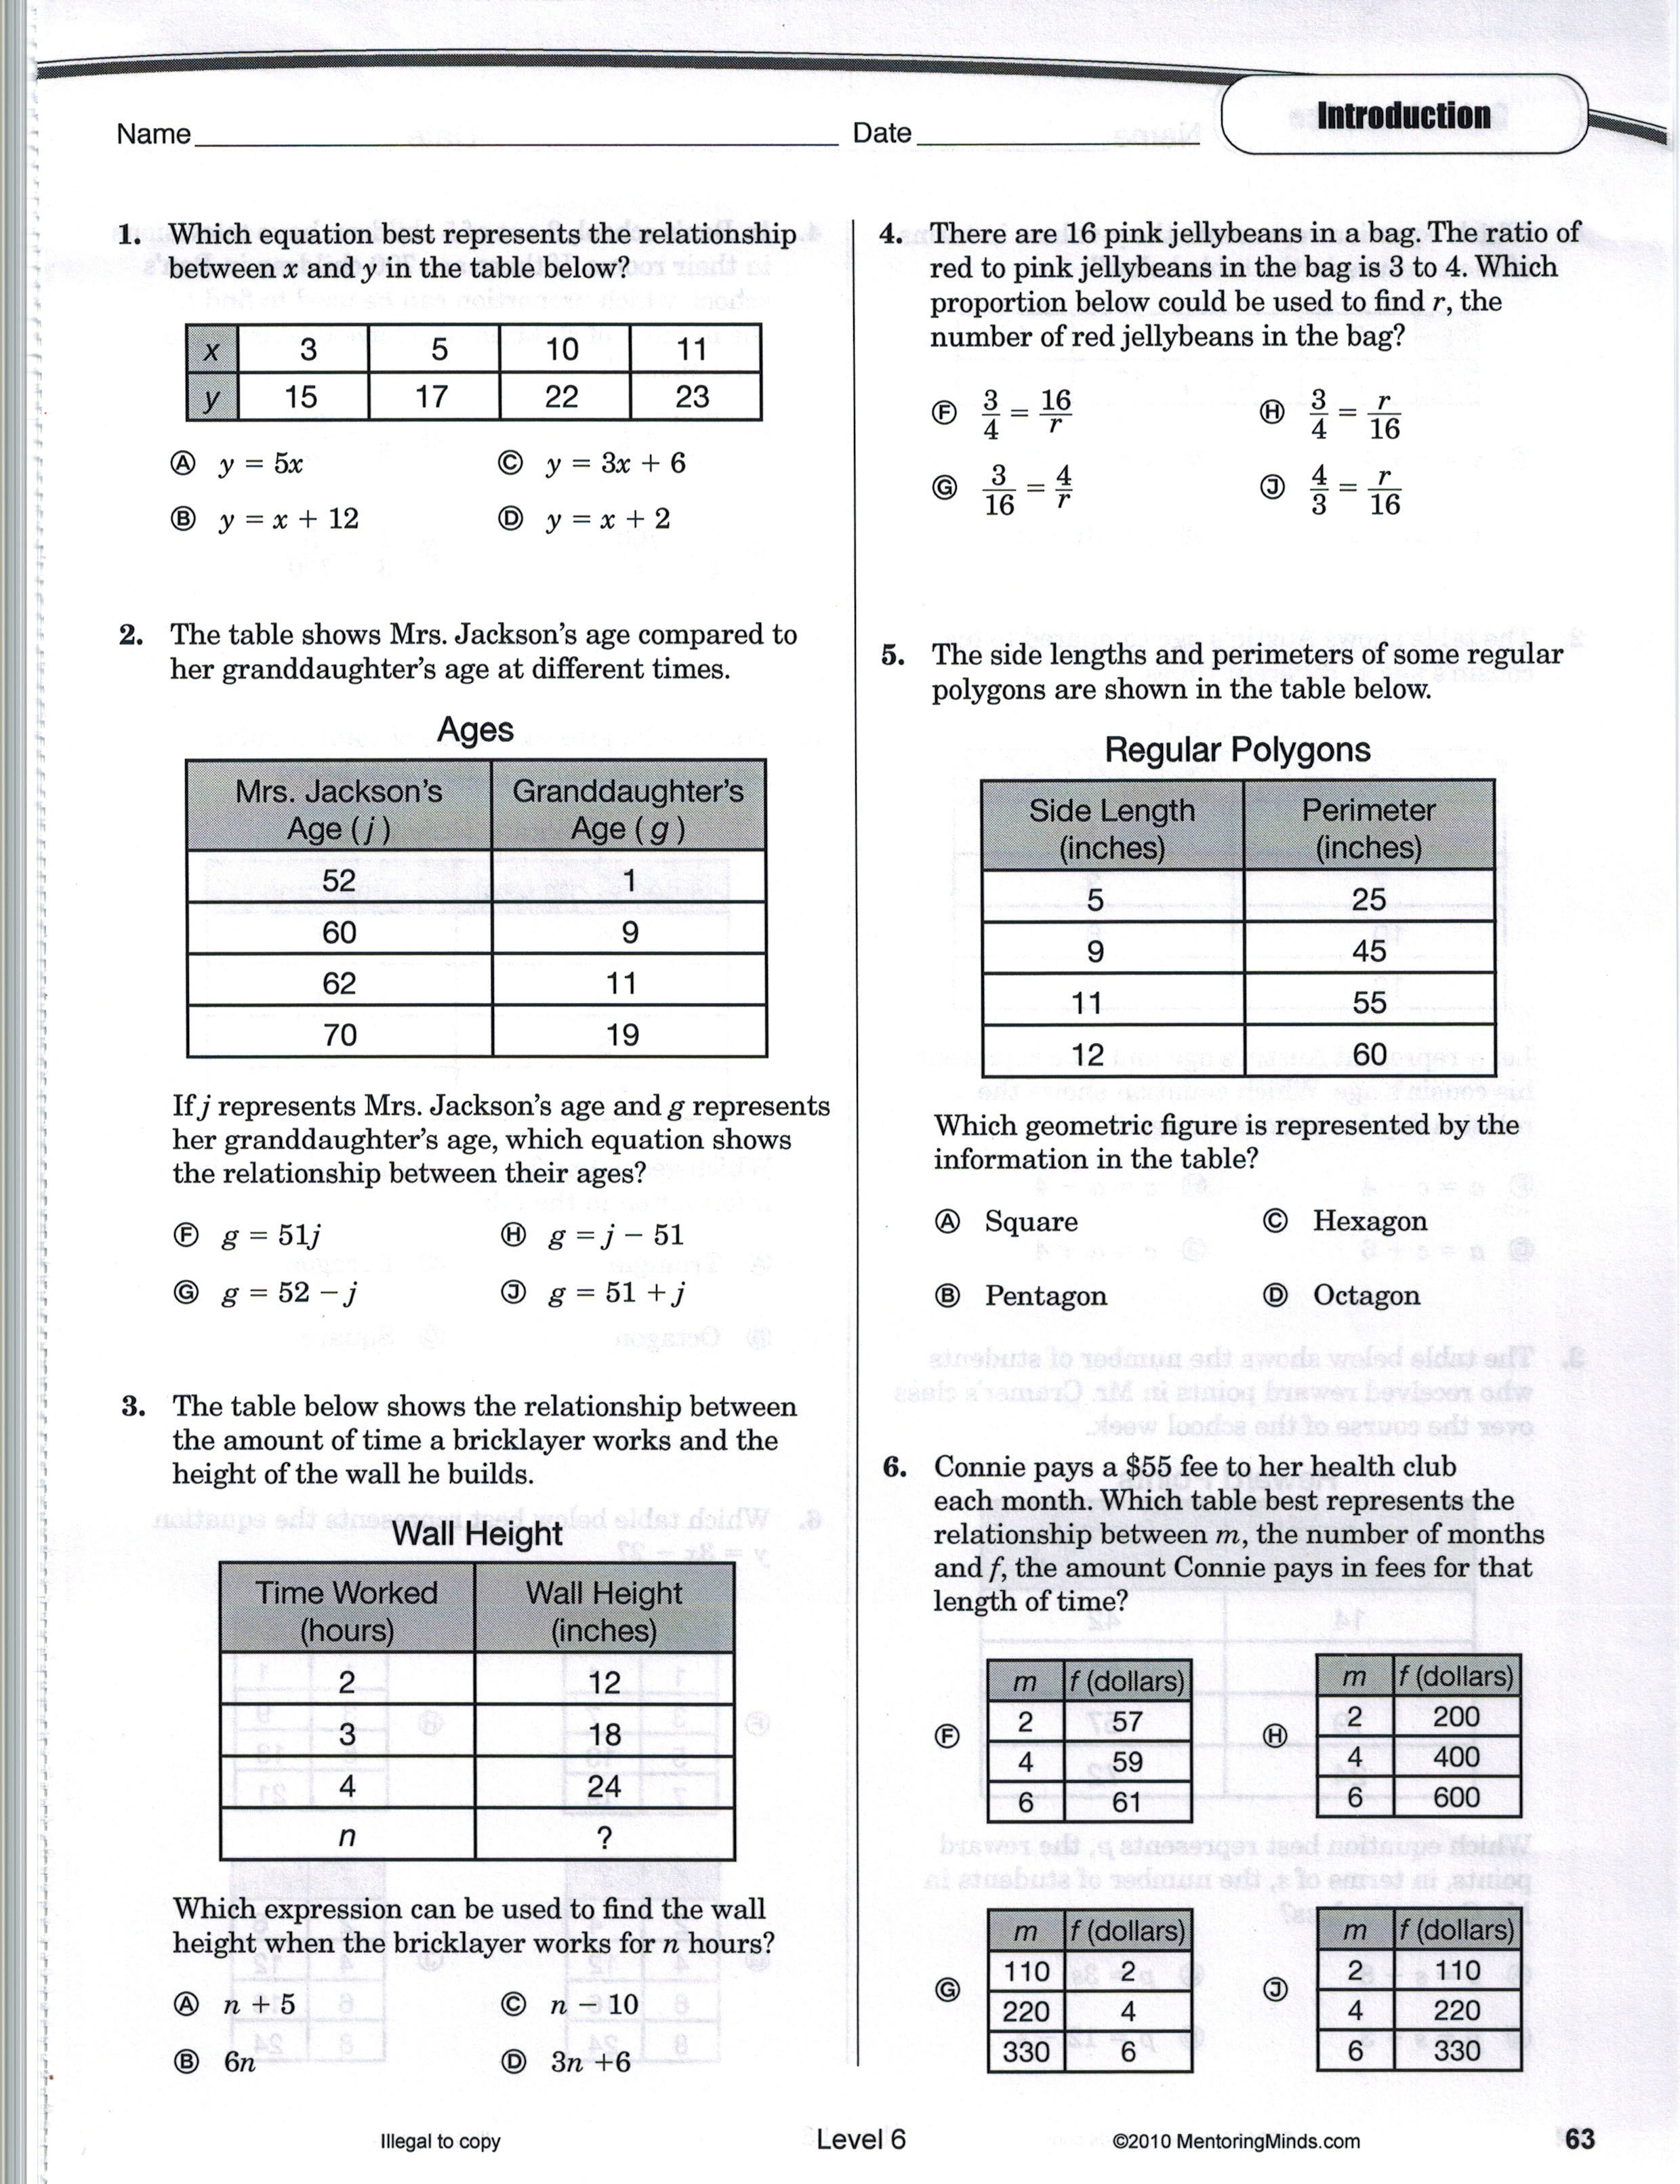 Introduction
Name Date
1. Which equation best represents the relationship
between x and y in the table below?
x 3 5 10 11
y 15 17 22 23
Ⓐ y = 5x Ⓒ y = 3x + 6
Ⓑ y = x + 12 Ⓓ y = x + 2
2. The table shows Mrs. Jackson's age compared to
her granddaughter's age at different times.
Ages
Mrs. Jackson's Granddaughter's
Age (j) Age (g)
52 1
60 9
62 11
70 19
If j represents Mrs. Jackson's age and g represents
her granddaughter's age, which equation shows
the relationship between their ages?
Ⓕ g = 51j Ⓗ g = j − 51
Ⓖ g = 52 − j Ⓙ g = 51 + j
3. The table below shows the relationship between
the amount of time a bricklayer works and the
height of the wall he builds.
Wall Height
Time Worked Wall Height
(hours) (inches)
2 12
3 18
4 24
n ?
Which expression can be used to find the wall
height when the bricklayer works for n hours?
Ⓐ n + 5 Ⓒ n − 10
Ⓑ 6n Ⓓ 3n + 6
4. There are 16 pink jellybeans in a bag. The ratio of
red to pink jellybeans in the bag is 3 to 4. Which
proportion below could be used to find r, the
number of red jellybeans in the bag?
Ⓕ 3/4 = 16/r Ⓗ 3/4 = r/16
Ⓖ 3/16 = 4/r Ⓙ 4/3 = r/16
5. The side lengths and perimeters of some regular
polygons are shown in the table below.
Regular Polygons
Side Length Perimeter
(inches) (inches)
5 25
9 45
11 55
12 60
Which geometric figure is represented by the
information in the table?
Ⓐ Square Ⓒ Hexagon
Ⓑ Pentagon Ⓓ Octagon
6. Connie pays a $55 fee to her health club
each month. Which table best represents the
relationship between m, the number of months
and f, the amount Connie pays in fees for that
length of time?
Ⓕ
m f (dollars)
2 57
4 59
6 61
Ⓗ
m f (dollars)
2 200
4 400
6 600
Ⓖ
m f (dollars)
110 2
220 4
330 6
Ⓙ
m f (dollars)
2 110
4 220
6 330
Illegal to copy Level 6 ©2010 MentoringMinds.com 63